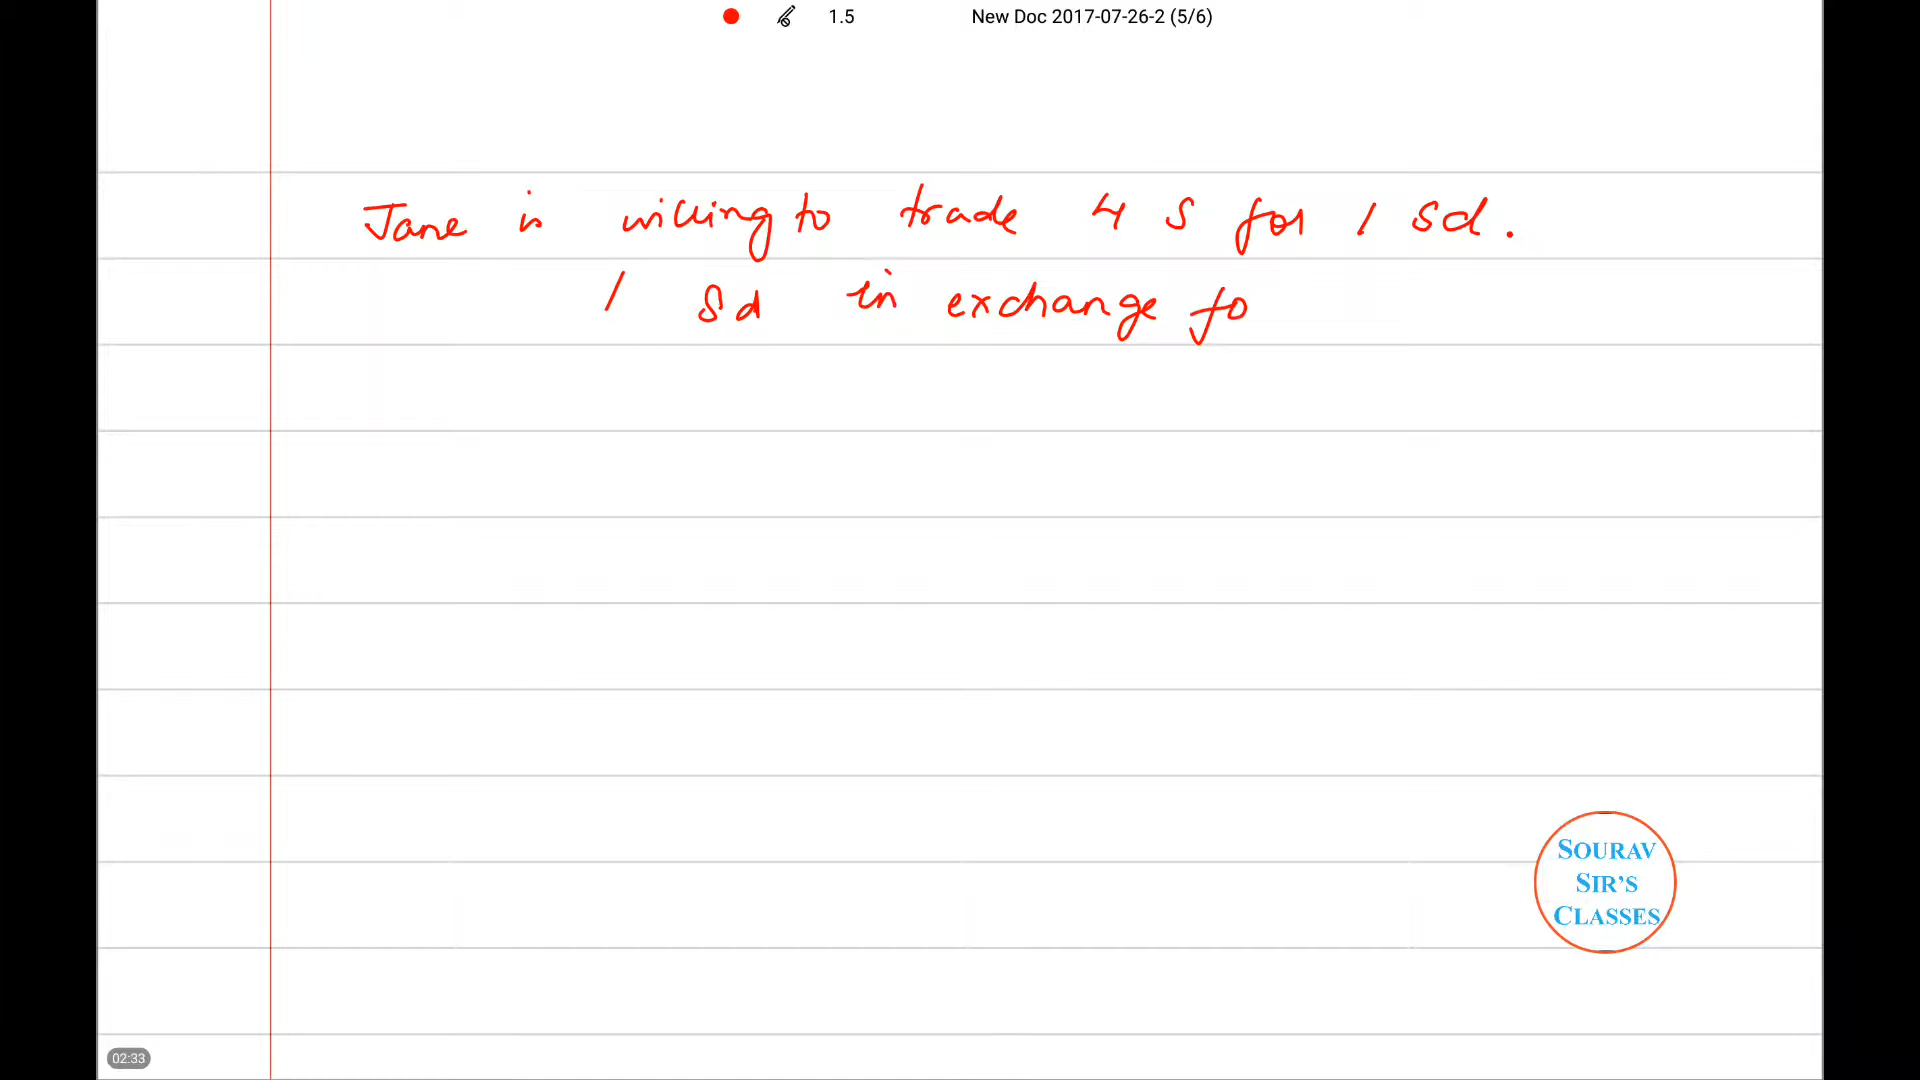 1.5 New Doc 2017-07-26-2 (5/6)
Jane is willing to trade 4 S for 1 Sd.
1 Sd in exchange fo
SOURAV
SIR'S
CLASSES
02:33